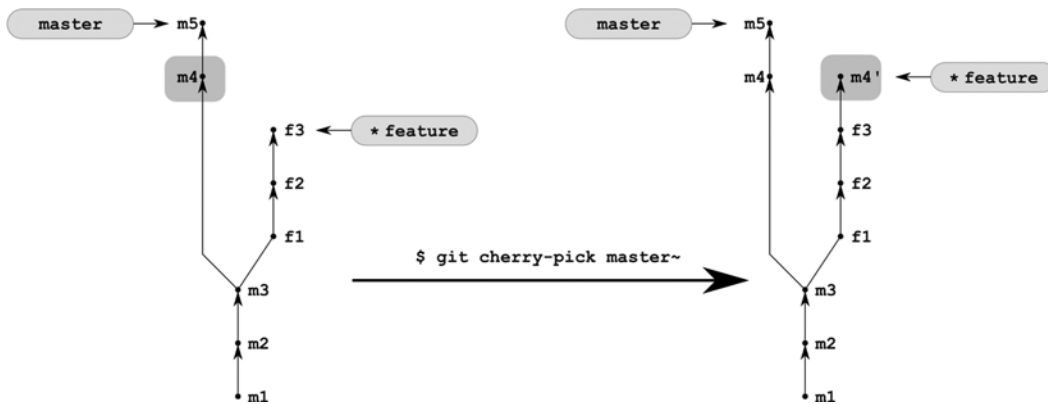 master
m5
m4
f3
* feature
f2
f1
m3
m2
m1
$ git cherry-pick master~
master
m5
m4
m4'
* feature
f3
f2
f1
m3
m2
m1